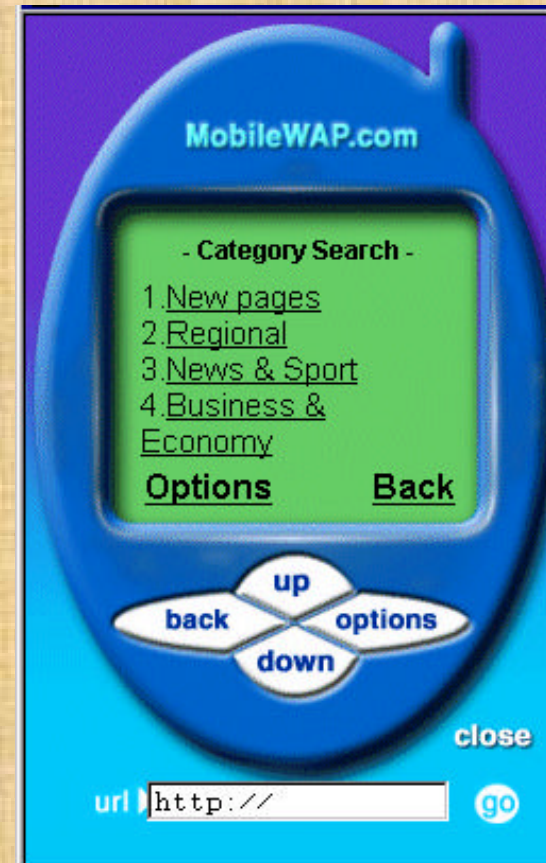 MobileWAP.com
- Category Search -
1.New pages
2.Regional
3.News & Sport
4.Business &
Economy
Options Back
up
back options
down
close
url http:// go